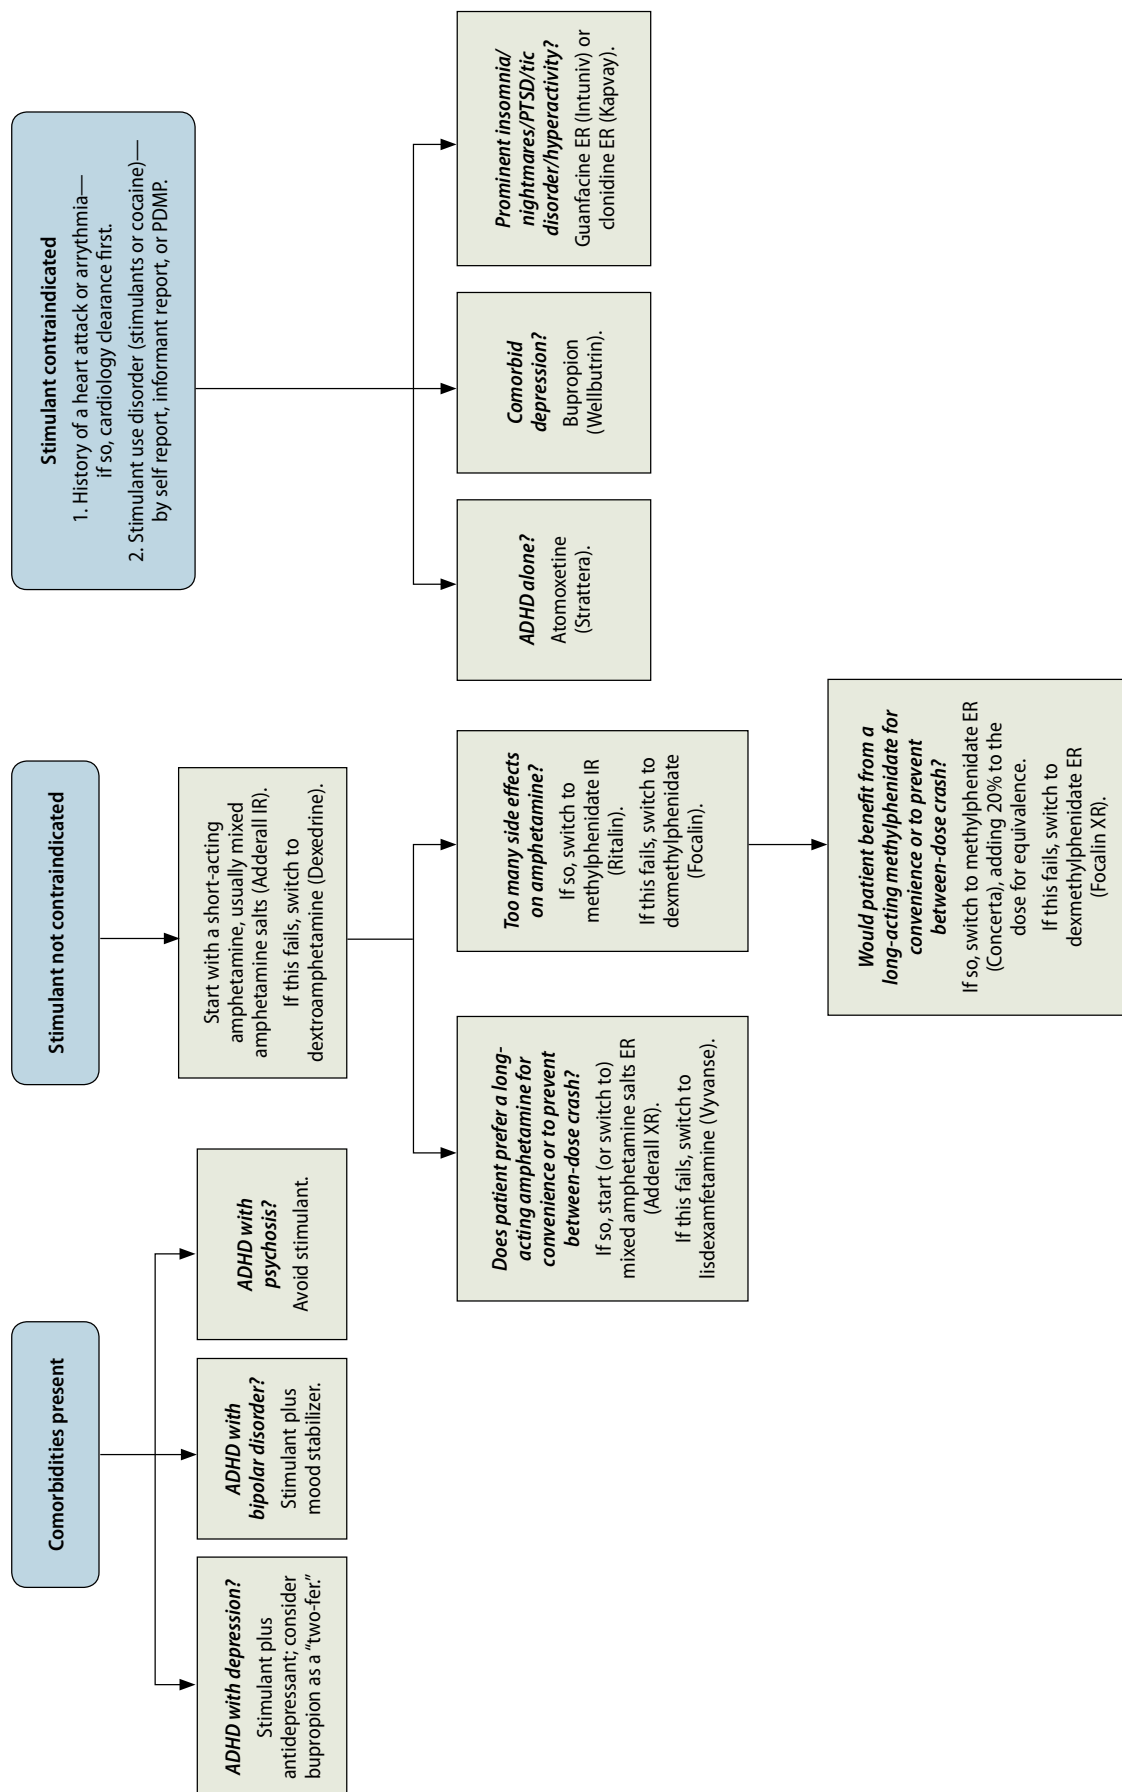 Comorbidities present
ADHD with depression?
Stimulant plus
antidepressant; consider
bupropion as a “two-fer.”
ADHD with
bipolar disorder?
Stimulant plus
mood stabilizer.
ADHD with
psychosis?
Avoid stimulant.
Stimulant not contraindicated
Start with a short-acting
amphetamine, usually mixed
amphetamine salts (Adderall IR).
If this fails, switch to
dextroamphetamine (Dexedrine).
Does patient prefer a long-
acting amphetamine for
convenience or to prevent
between-dose crash?
If so, start (or switch to)
mixed amphetamine salts ER
(Adderall XR).
If this fails, switch to
lisdexamfetamine (Vyvanse).
Too many side effects
on amphetamine?
If so, switch to
methylphenidate IR
(Ritalin).
If this fails, switch to
dexmethylphenidate
(Focalin).
Would patient benefit from a
long-acting methylphenidate for
convenience or to prevent
between-dose crash?
If so, switch to methylphenidate ER
(Concerta), adding 20% to the
dose for equivalence.
If this fails, switch to
dexmethylphenidate ER
(Focalin XR).
Stimulant contraindicated
1. History of a heart attack or arrythmia—
if so, cardiology clearance first.
2. Stimulant use disorder (stimulants or cocaine)—
by self report, informant report, or PDMP.
ADHD alone?
Atomoxetine
(Strattera).
Comorbid
depression?
Bupropion
(Wellbutrin).
Prominent insomnia/
nightmares/PTSD/tic
disorder/hyperactivity?
Guanfacine ER (Intuniv) or
clonidine ER (Kapvay).